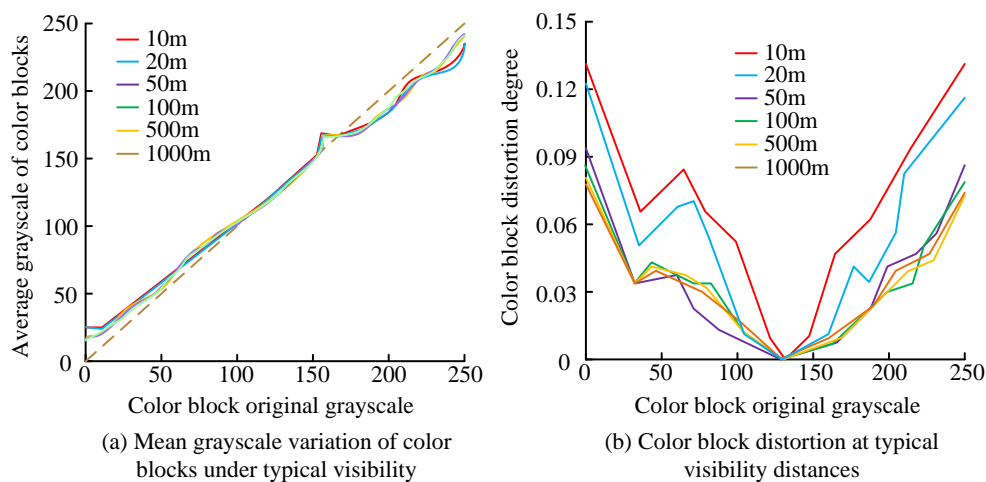 250
200
150
100
50
0
0
50
100
150
200
250
Average grayscale of color blocks
Color block original grayscale
10m
20m
50m
100m
500m
1000m
(a) Mean grayscale variation of color
blocks under typical visibility
0.15
0.12
0.09
0.06
0.03
0
0
50
100
150
200
250
Color block distortion degree
Color block original grayscale
10m
20m
50m
100m
500m
1000m
(b) Color block distortion at typical
visibility distances